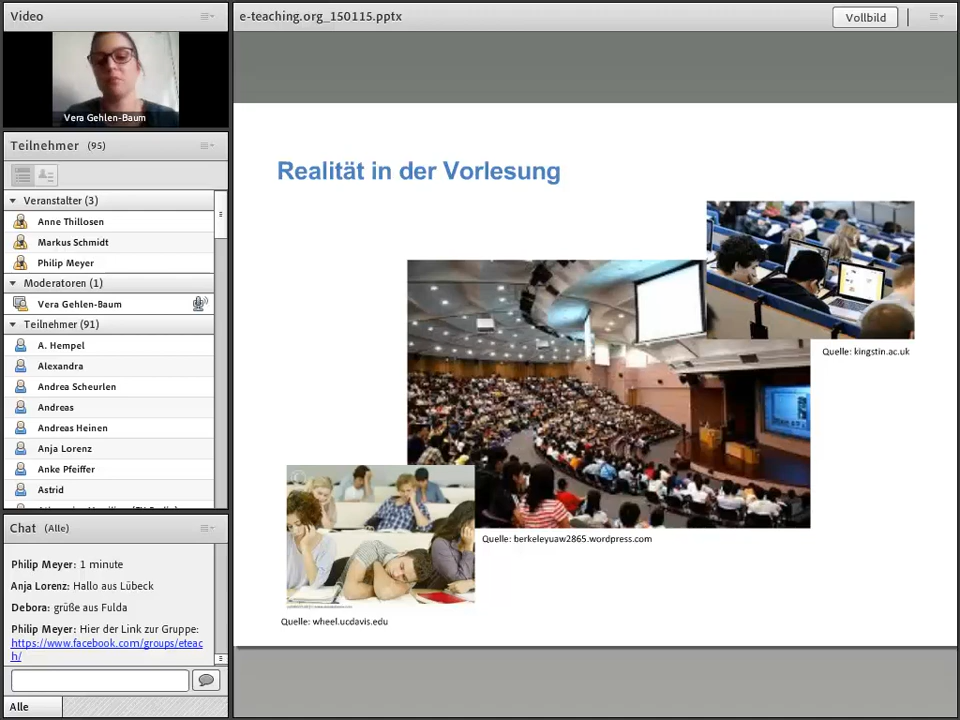 Video
Vera Gehlen-Baum
Teilnehmer (95)
Veranstalter (3)
Anne Thillosen
Markus Schmidt
Philip Meyer
Moderatoren (1)
Vera Gehlen-Baum
Teilnehmer (91)
A. Hempel
Alexandra
Andrea Scheurlen
Andreas
Andreas Heinen
Anja Lorenz
Anke Pfeiffer
Astrid
Chat (Alle)
Philip Meyer: 1 minute
Anja Lorenz: Hallo aus Lübeck
Debora: grüße aus Fulda
Philip Meyer: Hier der Link zur Gruppe:
https://www.facebook.com/groups/eteac
h/
Alle
e-teaching.org_150115.pptx
Vollbild
Realität in der Vorlesung
Quelle: kingstin.ac.uk
Quelle: berkeleyuaw2865.wordpress.com
Quelle: wheel.ucdavis.edu